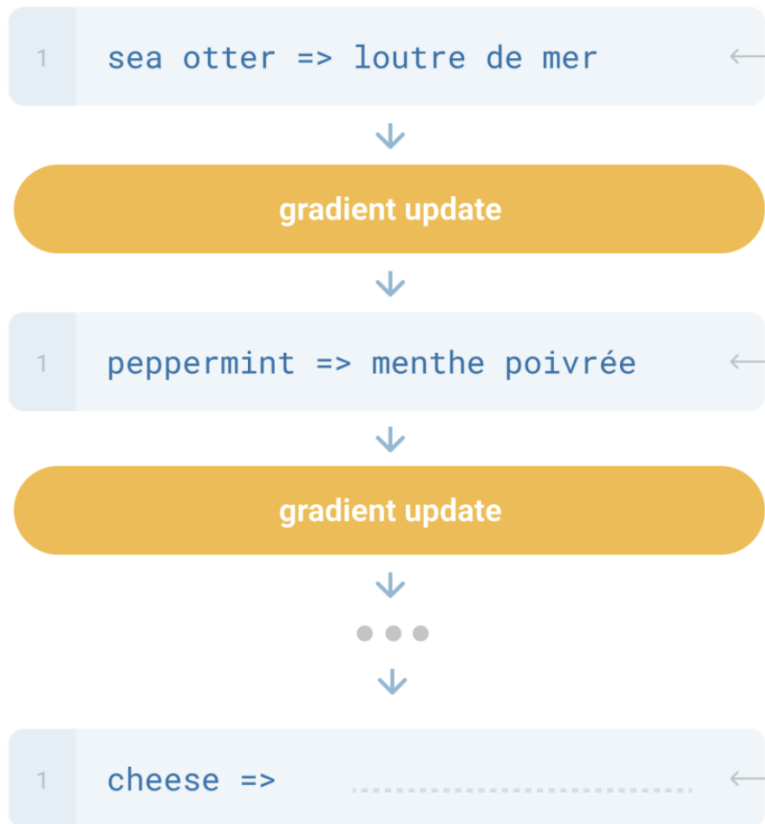 1 sea otter => loutre de mer ←
gradient update
1 peppermint => menthe poivrée ←
gradient update
1 cheese => ........................ ←